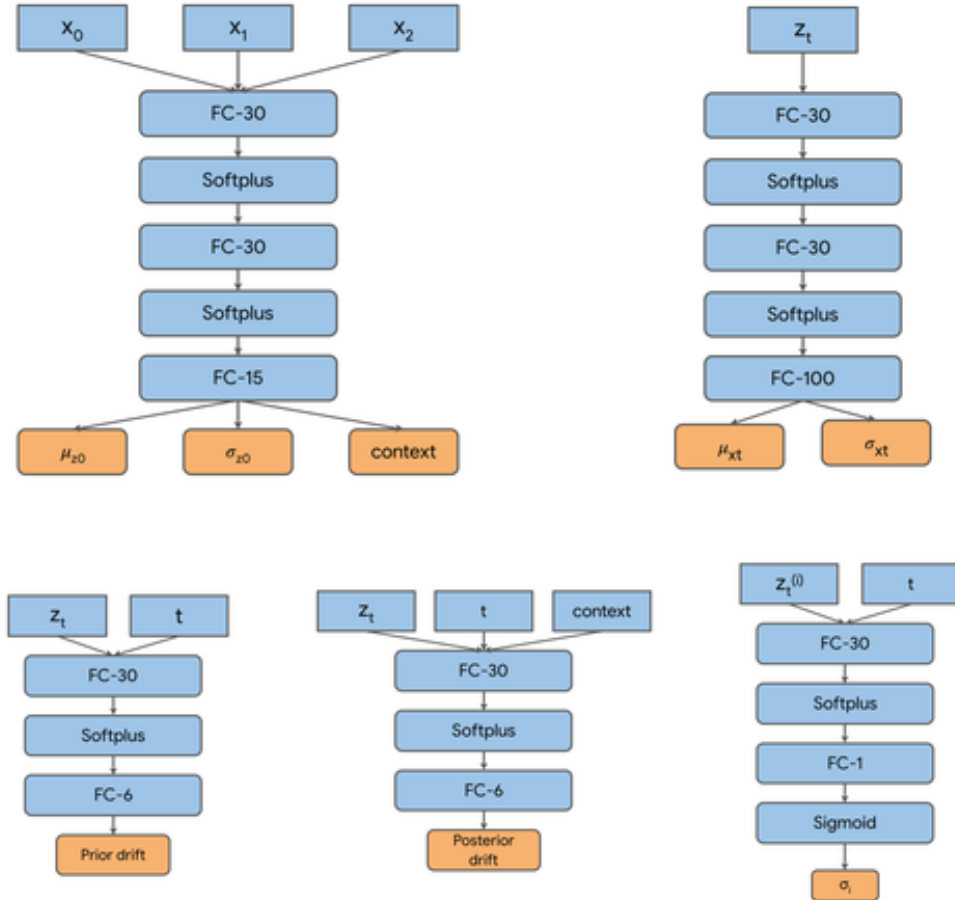 x₀ x₁ x₂
FC-30
Softplus
FC-30
Softplus
FC-15
μz0 σz0 context
zₜ
FC-30
Softplus
FC-30
Softplus
FC-100
μxt σxt
zₜ t
FC-30
Softplus
FC-6
Prior drift
zₜ t context
FC-30
Softplus
FC-6
Posterior
drift
zₜ⁽ⁱ⁾ t
FC-30
Softplus
FC-1
Sigmoid
σᵢ